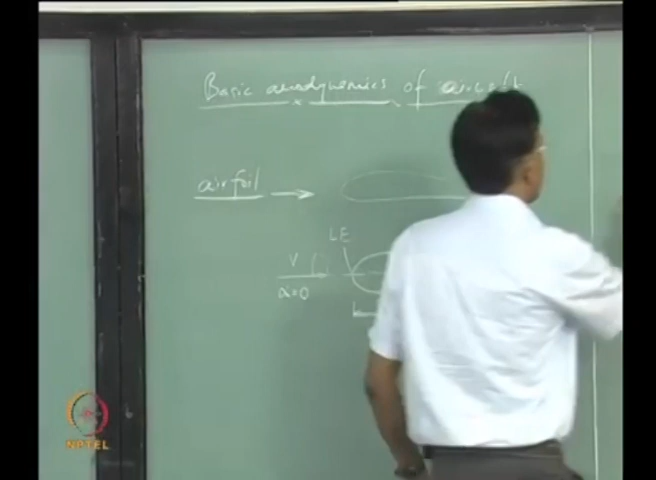 Basic aerodynamics of aircraft
airfoil
LE
V
α=0
NPTEL